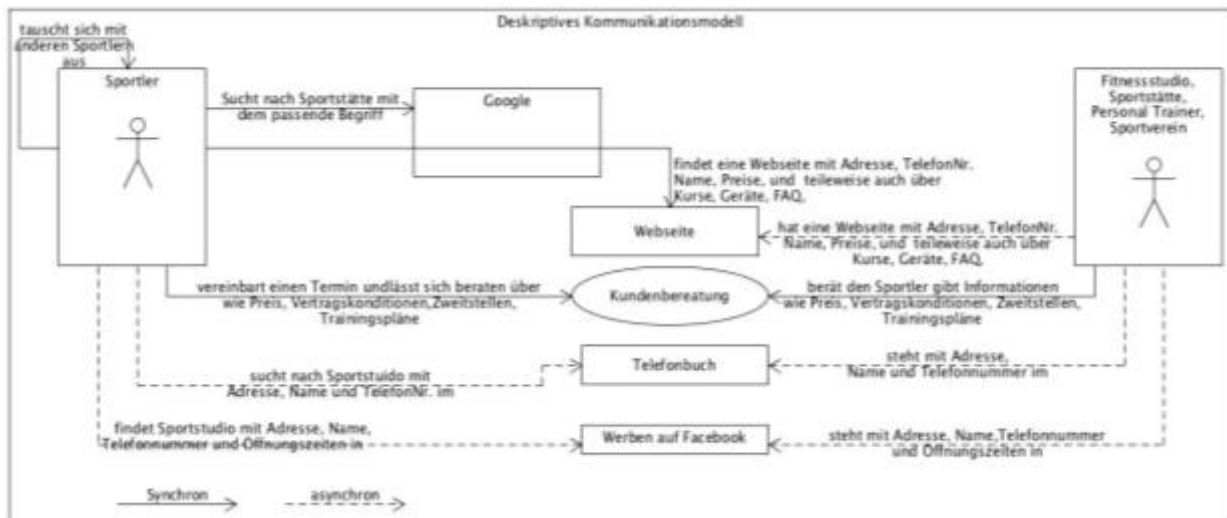 Deskriptives Kommunikationsmodell
tauscht sich mit
anderen Sportlern
aus
Sportler
Sucht nach Sportstätte mit
dem passende Begriff
Google
Fitnessstudio,
Sportstätte,
Personal Trainer,
Sportverein
findet eine Webseite mit Adresse, TelefonNr.
Name, Preise, und teileweise auch über
Kurse, Geräte, FAQ,
Webseite
hat eine Webseite mit Adresse, TelefonNr.
Name, Preise, und teileweise auch über
Kurse, Geräte, FAQ,
vereinbart einen Termin undlässt sich beraten über
wie Preis, Vertragskonditionen,Zweitstellen,
Trainingspläne
Kundenbereatung
berät den Sportler gibt Informationen
wie Preis, Vertragskonditionen, Zweitstellen,
Trainingspläne
sucht nach Sportstuido mit
Adresse, Name und TelefonNr. im
Telefonbuch
steht mit Adresse,
Name und Telefonnummer im
findet Sportstudio mit Adresse, Name,
Telefonnummer und Öffnungszeiten in
Werben auf Facebook
steht mit Adresse, Name,Telefonnummer
und Öffnungszeiten in
Synchron
asynchron